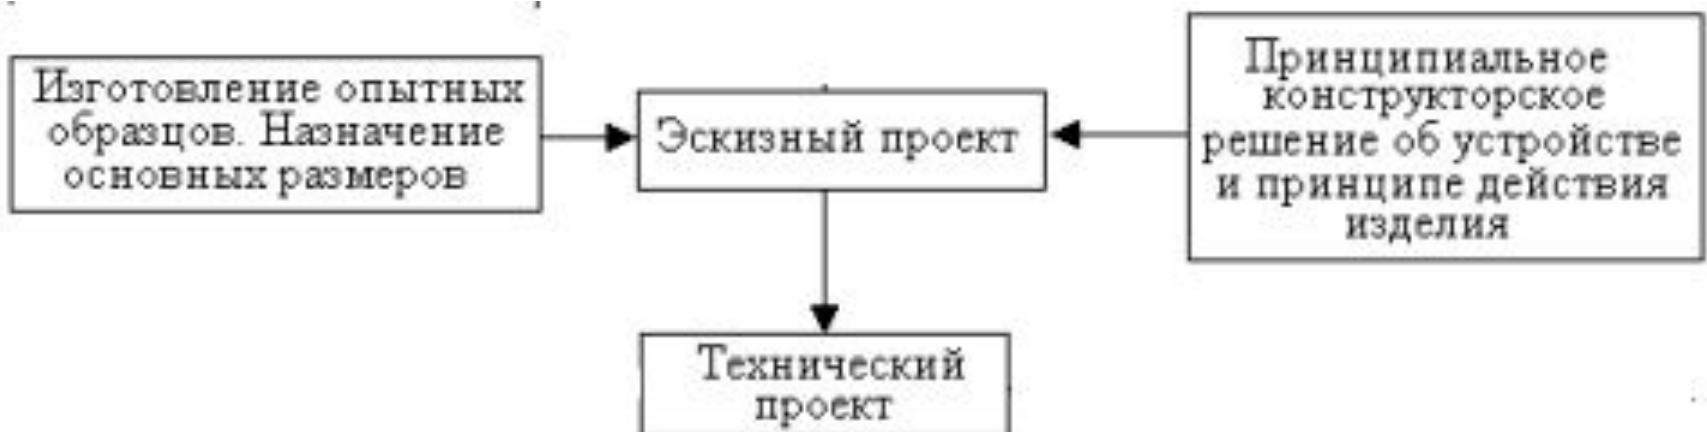 Изготовление опытных
образцов. Назначение
основных размеров
Эскизный проект
Принципиальное
конструкторское
решение об устройстве
и принципе действия
изделия
Технический
проект